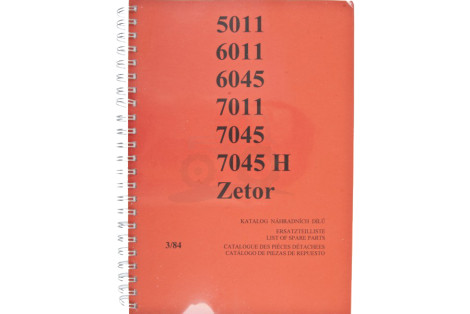 5011
6011
6045
7011
7045
7045 H
Zetor
KATALOG NÁHRADNÍCH DÍLŮ
ERSATZTEILLISTE
LIST OF SPARE PARTS
3/84
CATALOGUE DES PIÈCES DÉTACHÉES
CATÁLOGO DE PIEZAS DE REPUESTO